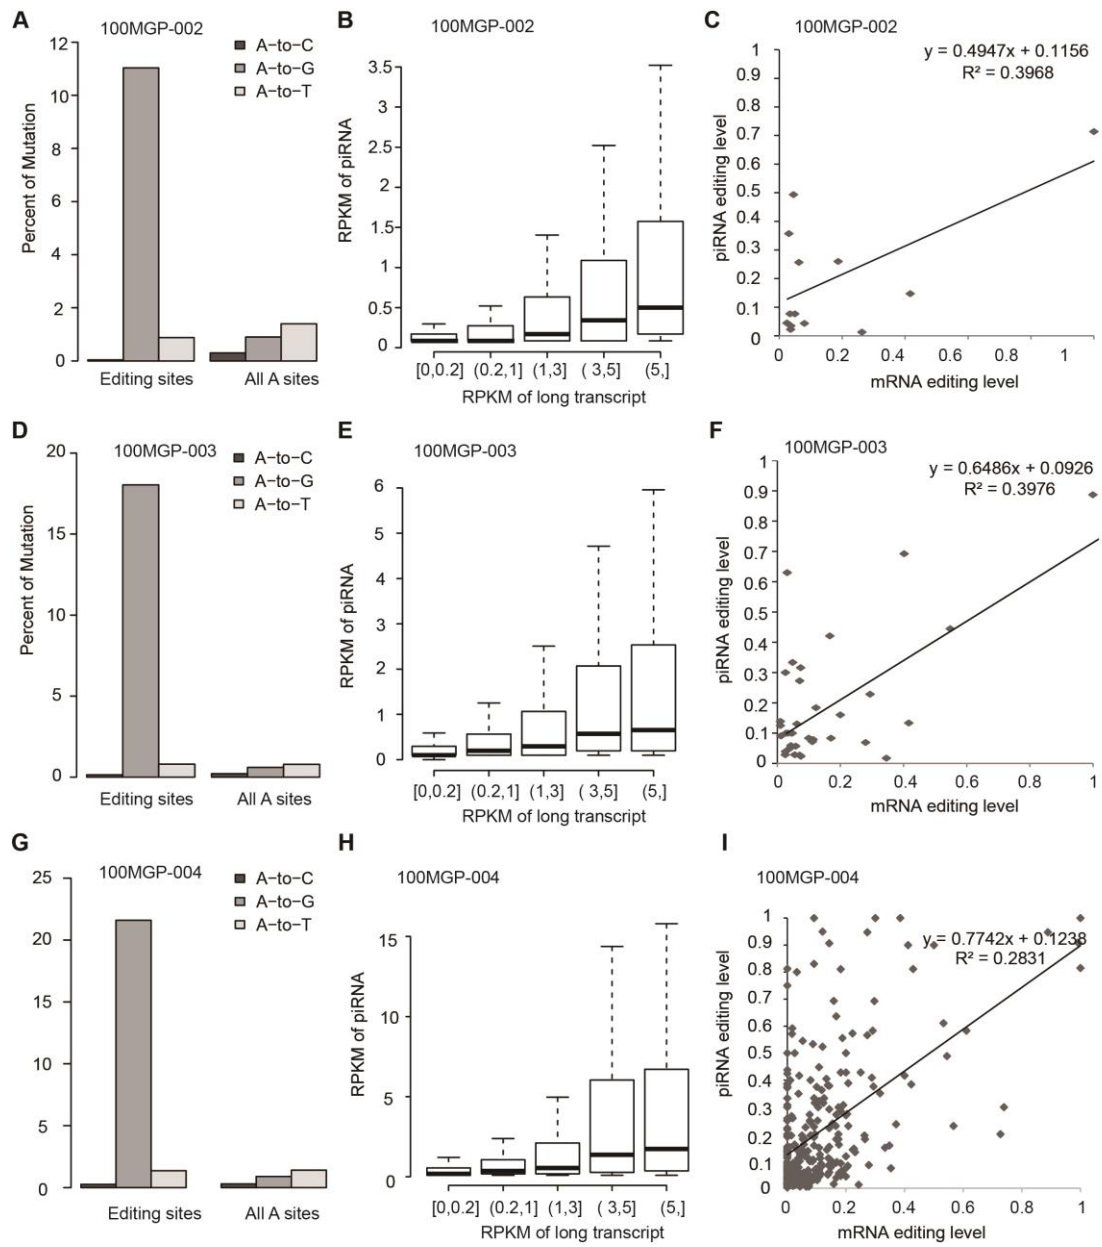 A
100MGP-002
A-to-C
A-to-G
A-to-T
Percent of Mutation
12
10
8
6
4
2
0
Editing sites
All A sites
B
100MGP-002
RPKM of piRNA
3.5
3
2.5
2
1.5
1
0.5
0
[0,0.2]
(0.2,1]
(1,3]
( 3,5]
(5,]
RPKM of long transcript
C
100MGP-002
y = 0.4947x + 0.1156
R² = 0.3968
piRNA editing level
1
0.9
0.8
0.7
0.6
0.5
0.4
0.3
0.2
0.1
0
0
0.2
0.4
0.6
0.8
1
mRNA editing level
D
100MGP-003
A-to-C
A-to-G
A-to-T
Percent of Mutation
20
15
10
5
0
Editing sites
All A sites
E
100MGP-003
RPKM of piRNA
6
5
4
3
2
1
0
[0,0.2]
(0.2,1]
(1,3]
( 3,5]
(5,]
RPKM of long transcript
F
100MGP-003
y = 0.6486x + 0.0926
R² = 0.3976
piRNA editing level
1
0.9
0.8
0.7
0.6
0.5
0.4
0.3
0.2
0.1
0
0
0.2
0.4
0.6
0.8
1
mRNA editing level
G
100MGP-004
A-to-C
A-to-G
A-to-T
Percent of Mutation
25
20
15
10
5
0
Editing sites
All A sites
H
100MGP-004
RPKM of piRNA
15
10
5
0
[0,0.2]
(0.2,1]
(1,3]
(3,5]
(5,]
RPKM of long transcript
I
100MGP-004
y = 0.7742x + 0.1238
R² = 0.2831
piRNA editing level
1
0.9
0.8
0.7
0.6
0.5
0.4
0.3
0.2
0.1
0
0
0.2
0.4
0.6
0.8
1
mRNA editing level